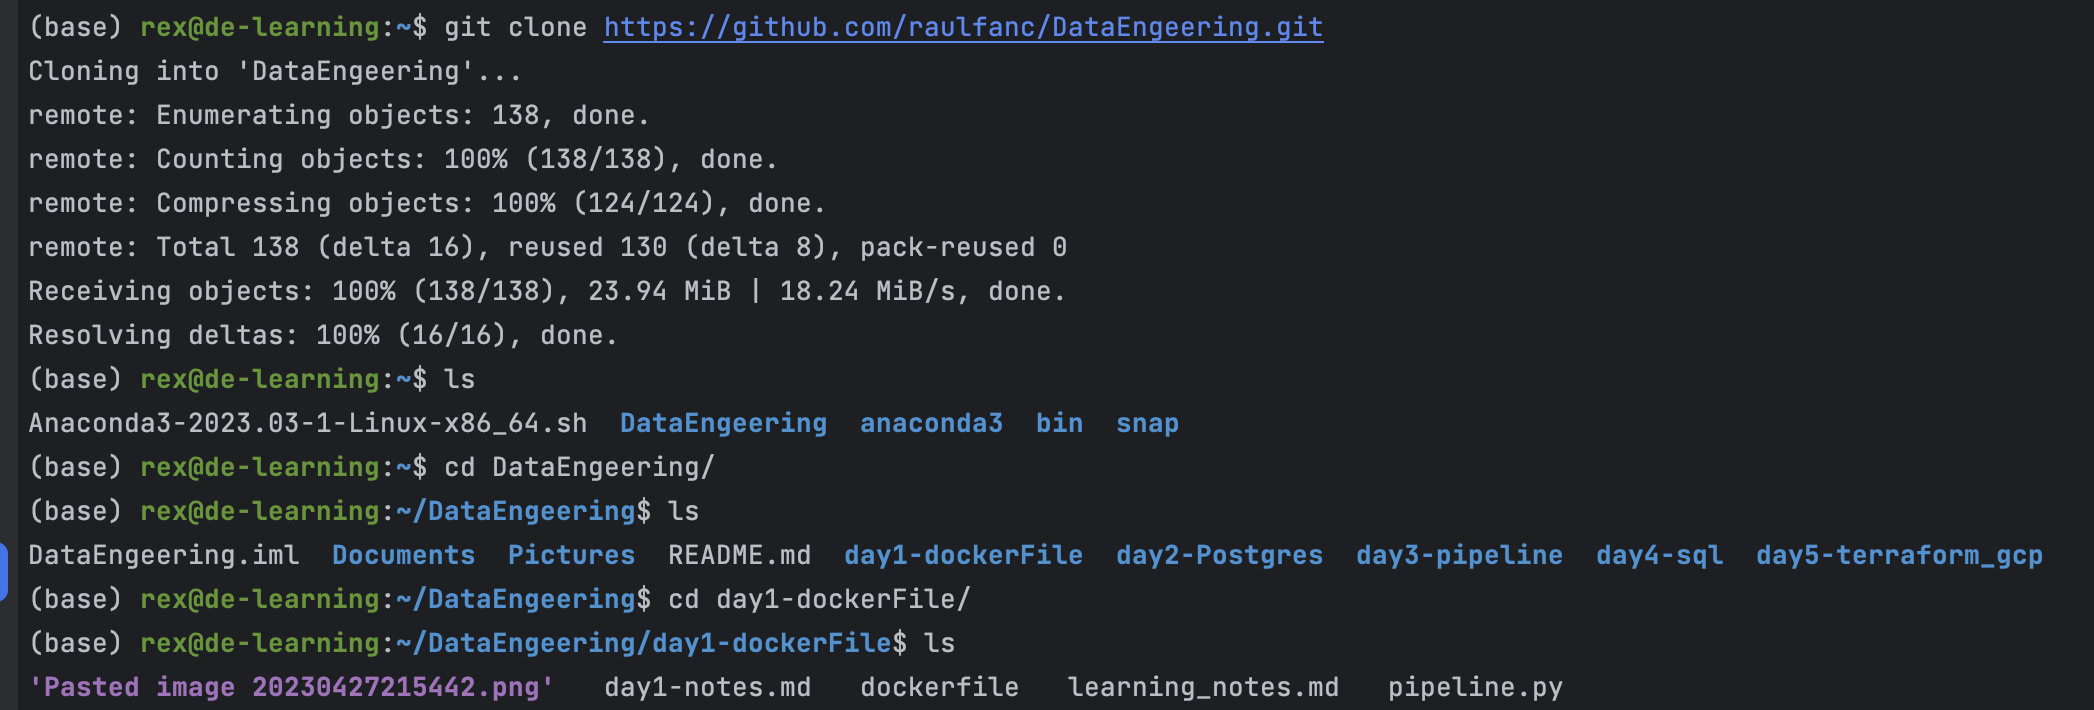 (base) rex@de-learning:~$ git clone https://github.com/raulfanc/DataEngeering.git
Cloning into 'DataEngeering'...
remote: Enumerating objects: 138, done.
remote: Counting objects: 100% (138/138), done.
remote: Compressing objects: 100% (124/124), done.
remote: Total 138 (delta 16), reused 130 (delta 8), pack-reused 0
Receiving objects: 100% (138/138), 23.94 MiB | 18.24 MiB/s, done.
Resolving deltas: 100% (16/16), done.
(base) rex@de-learning:~$ ls
Anaconda3-2023.03-1-Linux-x86_64.sh  DataEngeering  anaconda3  bin  snap
(base) rex@de-learning:~$ cd DataEngeering/
(base) rex@de-learning:~/DataEngeering$ ls
DataEngeering.iml  Documents  Pictures  README.md  day1-dockerFile  day2-Postgres  day3-pipeline  day4-sql  day5-terraform_gcp
(base) rex@de-learning:~/DataEngeering$ cd day1-dockerFile/
(base) rex@de-learning:~/DataEngeering/day1-dockerFile$ ls
'Pasted image 20230427215442.png'   day1-notes.md   dockerfile   learning_notes.md   pipeline.py